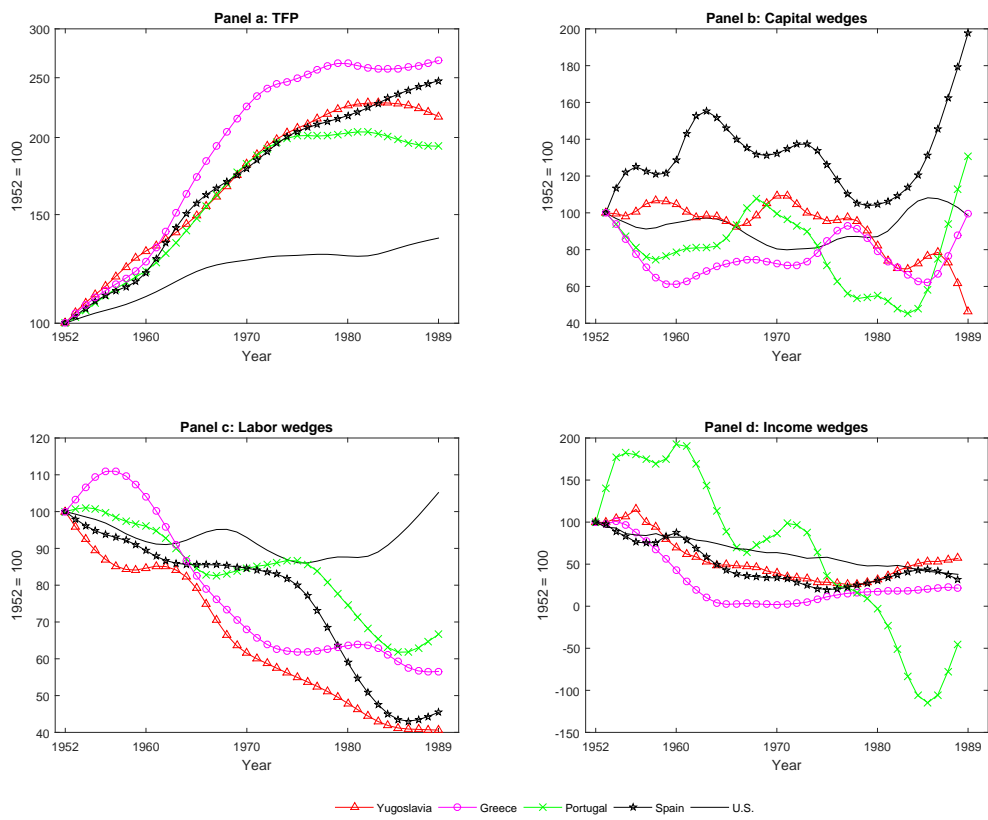 Panel a: TFP
300
250
200
150
100
1952 = 100
1952 1960 1970 1980 1989
Year
Panel b: Capital wedges
200
180
160
140
120
100
80
60
40
1952 = 100
1952 1960 1970 1980 1989
Year
Panel c: Labor wedges
120
110
100
90
80
70
60
50
40
1952 = 100
1952 1960 1970 1980 1989
Year
Panel d: Income wedges
200
150
100
50
0
-50
-100
-150
1952 = 100
1952 1960 1970 1980 1989
Year
Yugoslavia Greece Portugal Spain U.S.